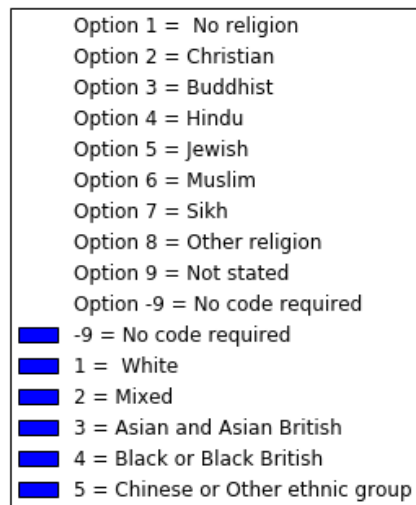 Option 1 =  No religion
Option 2 = Christian
Option 3 = Buddhist
Option 4 = Hindu
Option 5 = Jewish
Option 6 = Muslim
Option 7 = Sikh
Option 8 = Other religion
Option 9 = Not stated
Option -9 = No code required
-9 = No code required
1 =  White
2 = Mixed
3 = Asian and Asian British
4 = Black or Black British
5 = Chinese or Other ethnic group